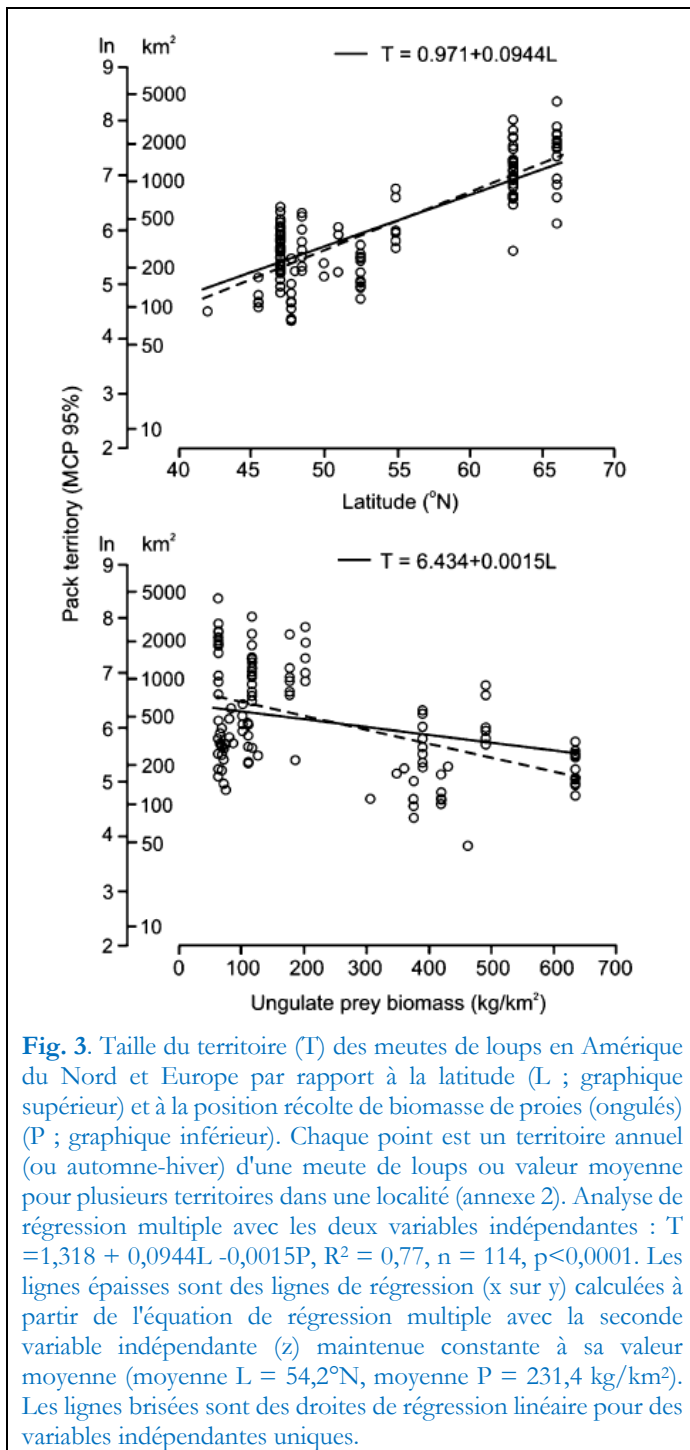 ln km²
— T = 0.971+0.0944L
9
5000
8
2000
7
1000
6
500
200
5
100
4
50
3
10
2
40 45 50 55 60 65 70
Latitude (°N)
Pack territory (MCP 95%)
ln km²
— T = 6.434+0.0015L
9
5000
8
2000
7
1000
6
500
200
5
100
4
50
3
10
2
0 100 200 300 400 500 600 700
Ungulate prey biomass (kg/km²)
Fig. 3. Taille du territoire (T) des meutes de loups en Amérique
du Nord et Europe par rapport à la latitude (L ; graphique
supérieur) et à la position récolte de biomasse de proies (ongulés)
(P ; graphique inférieur). Chaque point est un territoire annuel
(ou automne-hiver) d'une meute de loups ou valeur moyenne
pour plusieurs territoires dans une localité (annexe 2). Analyse de
régression multiple avec les deux variables indépendantes : T
=1,318 + 0,0944L -0,0015P, R² = 0,77, n = 114, p<0,0001. Les
lignes épaisses sont des lignes de régression (x sur y) calculées à
partir de l'équation de régression multiple avec la seconde
variable indépendante (z) maintenue constante à sa valeur
moyenne (moyenne L = 54,2°N, moyenne P = 231,4 kg/km²).
Les lignes brisées sont des droites de régression linéaire pour des
variables indépendantes uniques.